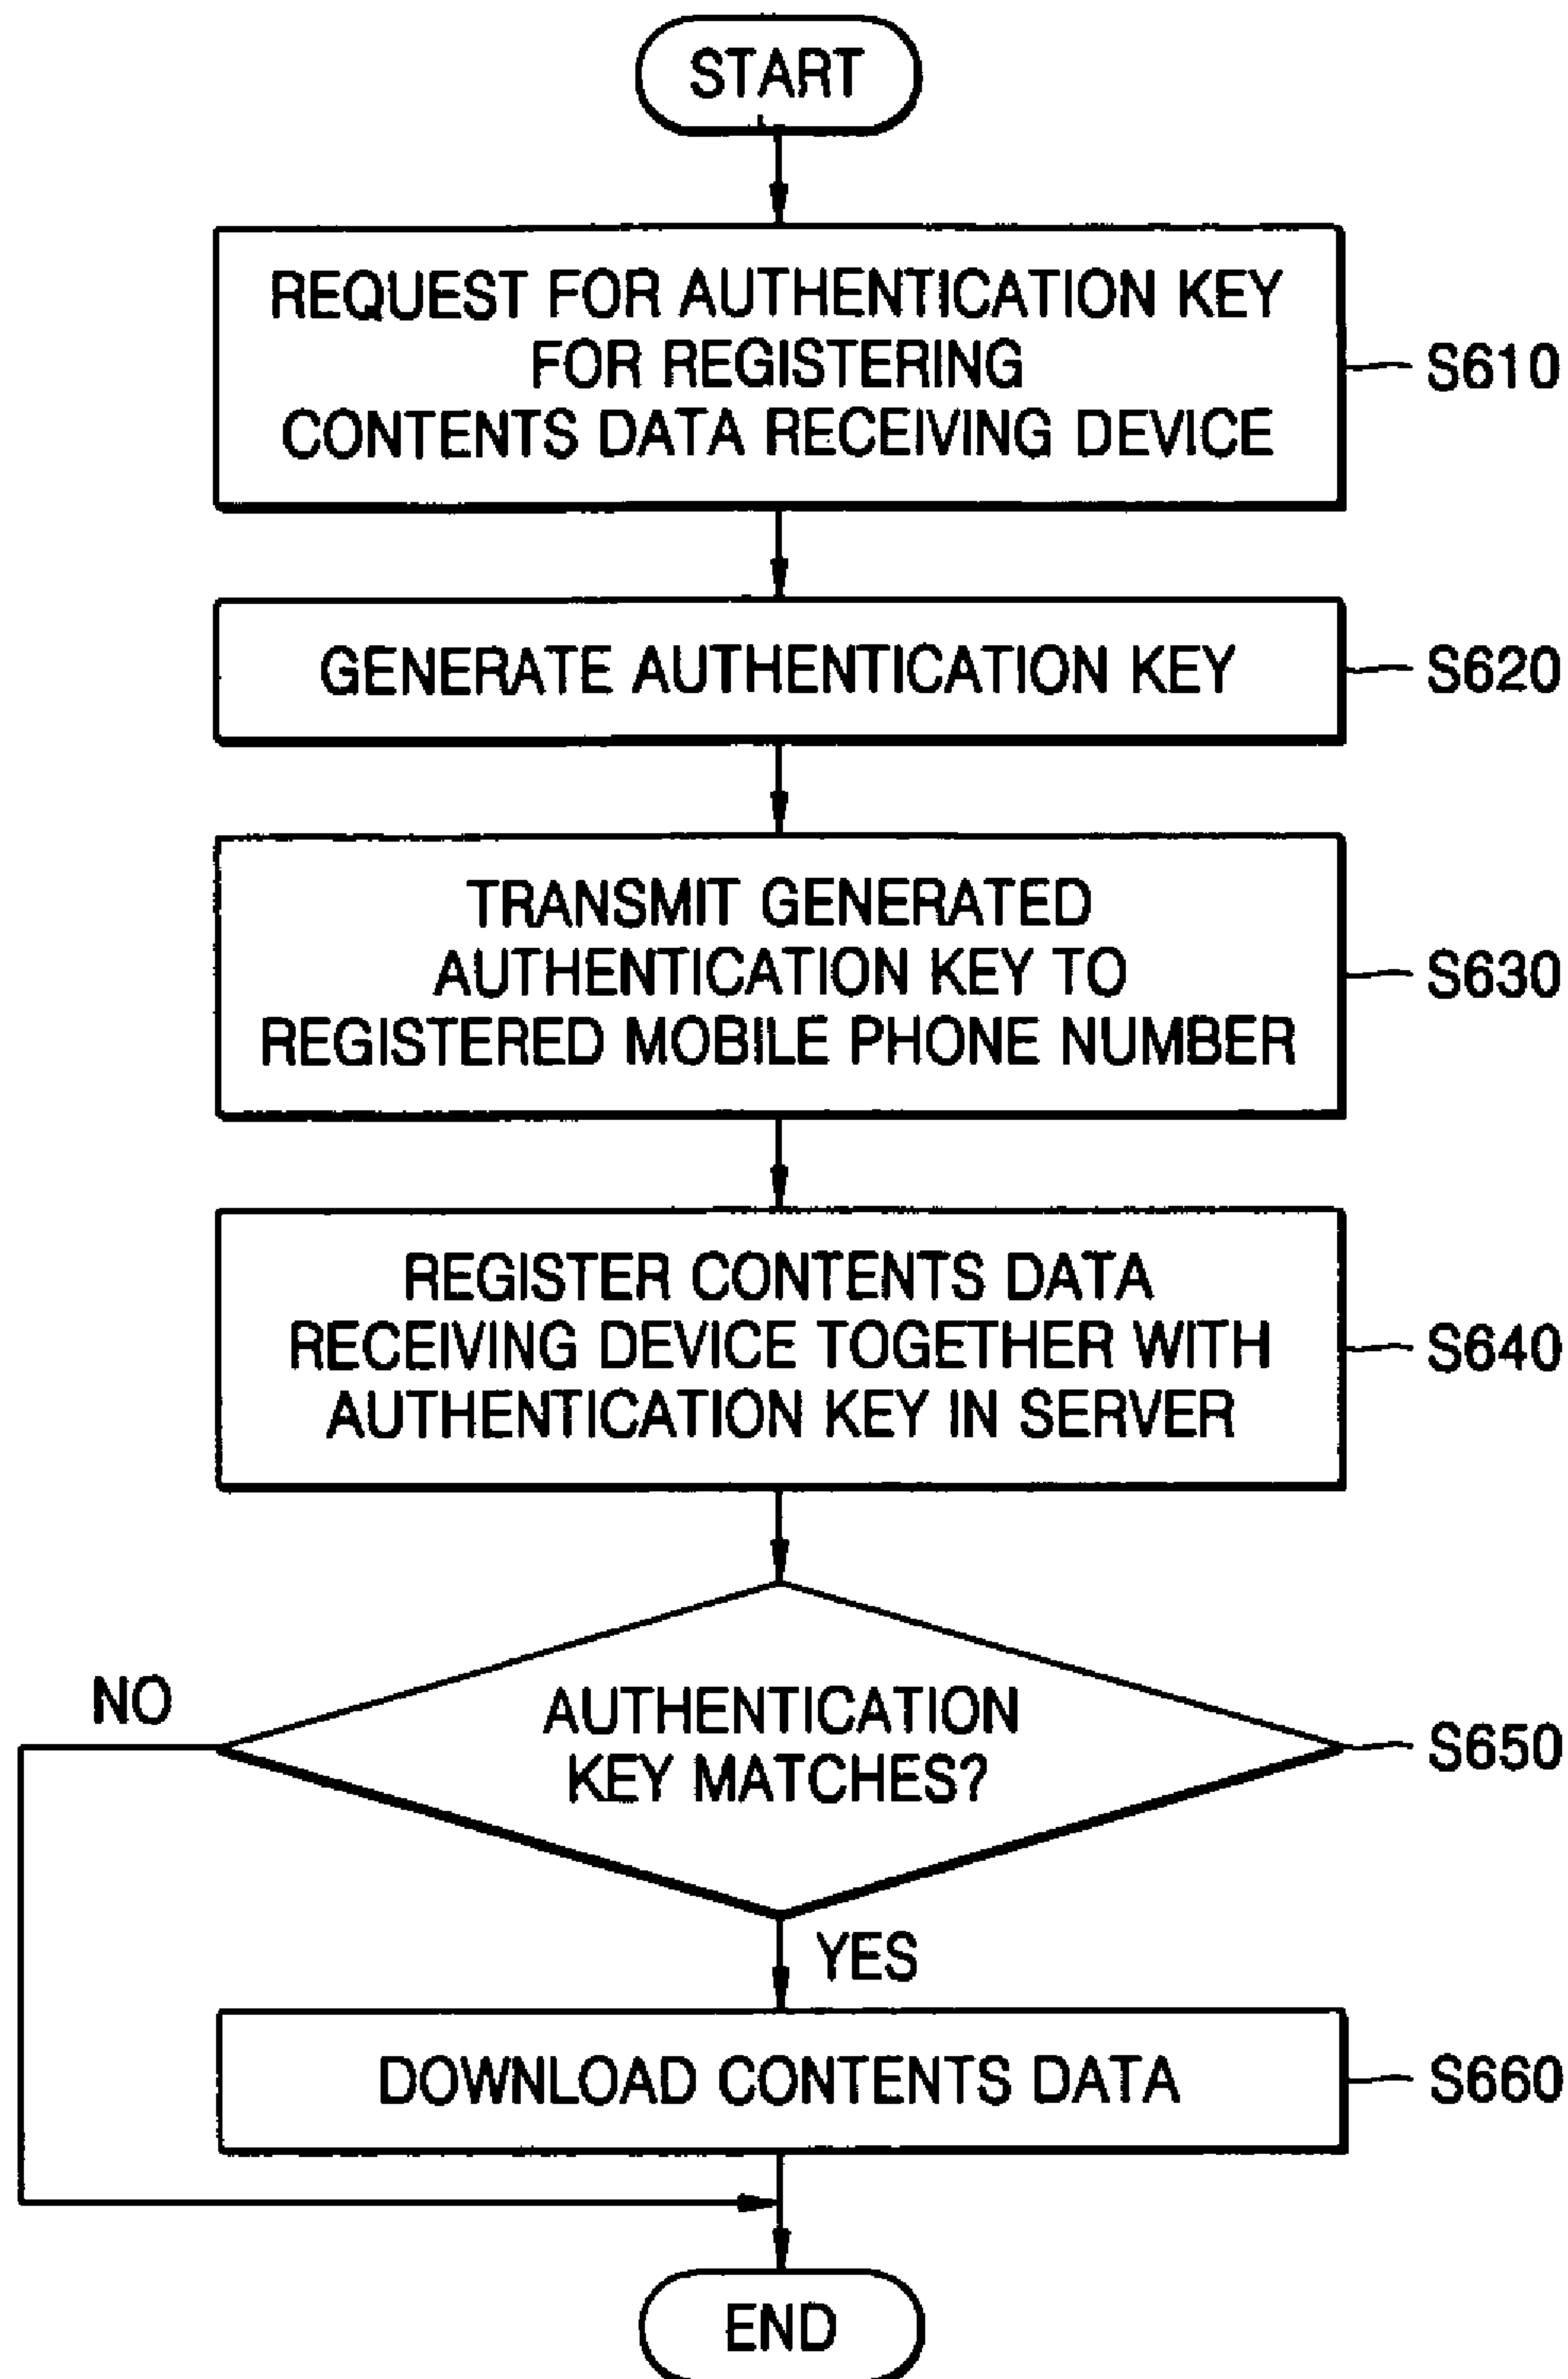 START
REQUEST FOR AUTHENTICATION KEY
FOR REGISTERING
CONTENTS DATA RECEIVING DEVICE
S610
GENERATE AUTHENTICATION KEY
S620
TRANSMIT GENERATED
AUTHENTICATION KEY TO
REGISTERED MOBILE PHONE NUMBER
S630
REGISTER CONTENTS DATA
RECEIVING DEVICE TOGETHER WITH
AUTHENTICATION KEY IN SERVER
S640
NO
AUTHENTICATION
KEY MATCHES?
S650
YES
DOWNLOAD CONTENTS DATA
S660
END